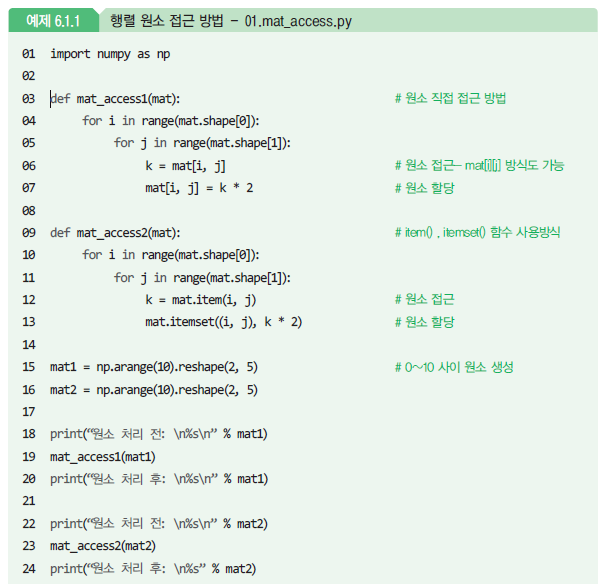 예제 6.1.1 행렬 원소 접근 방법 - 01.mat_access.py
01 import numpy as np
02
03 def mat_access1(mat): # 원소 직접 접근 방법
04 for i in range(mat.shape[0]):
05 for j in range(mat.shape[1]):
06 k = mat[i, j] # 원소 접근- mat[i][j] 방식도 가능
07 mat[i, j] = k * 2 # 원소 할당
08
09 def mat_access2(mat): # item() , itemset() 함수 사용방식
10 for i in range(mat.shape[0]):
11 for j in range(mat.shape[1]):
12 k = mat.item(i, j) # 원소 접근
13 mat.itemset((i, j), k * 2) # 원소 할당
14
15 mat1 = np.arange(10).reshape(2, 5) # 0~10 사이 원소 생성
16 mat2 = np.arange(10).reshape(2, 5)
17
18 print(“원소 처리 전: \n%s\n” % mat1)
19 mat_access1(mat1)
20 print(“원소 처리 후: \n%s\n” % mat1)
21
22 print(“원소 처리 전: \n%s\n” % mat2)
23 mat_access2(mat2)
24 print(“원소 처리 후: \n%s” % mat2)